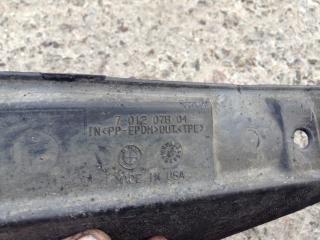 7 012 078 04
IN<PP-EPDM>OUT<TPE>
MADE IN USA